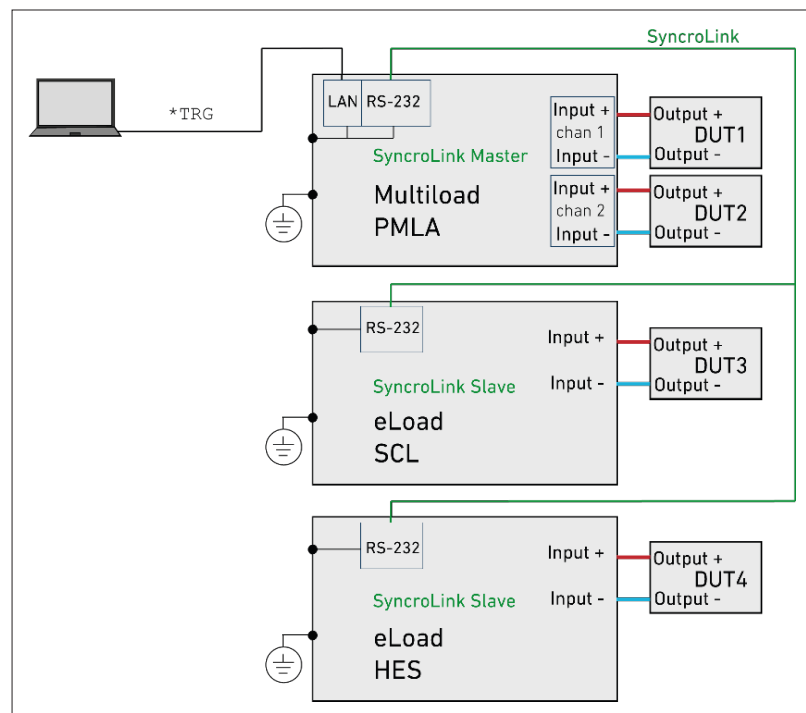 SyncroLink
*TRG
LAN
RS-232
SyncroLink Master
Multiload
PMLA
Input +
chan 1
Input -
Output +
DUT1
Output -
Input +
chan 2
Input -
Output +
DUT2
Output -
RS-232
SyncroLink Slave
eLoad
SCL
Input +
Input -
Output +
DUT3
Output -
RS-232
SyncroLink Slave
eLoad
HES
Input +
Input -
Output +
DUT4
Output -